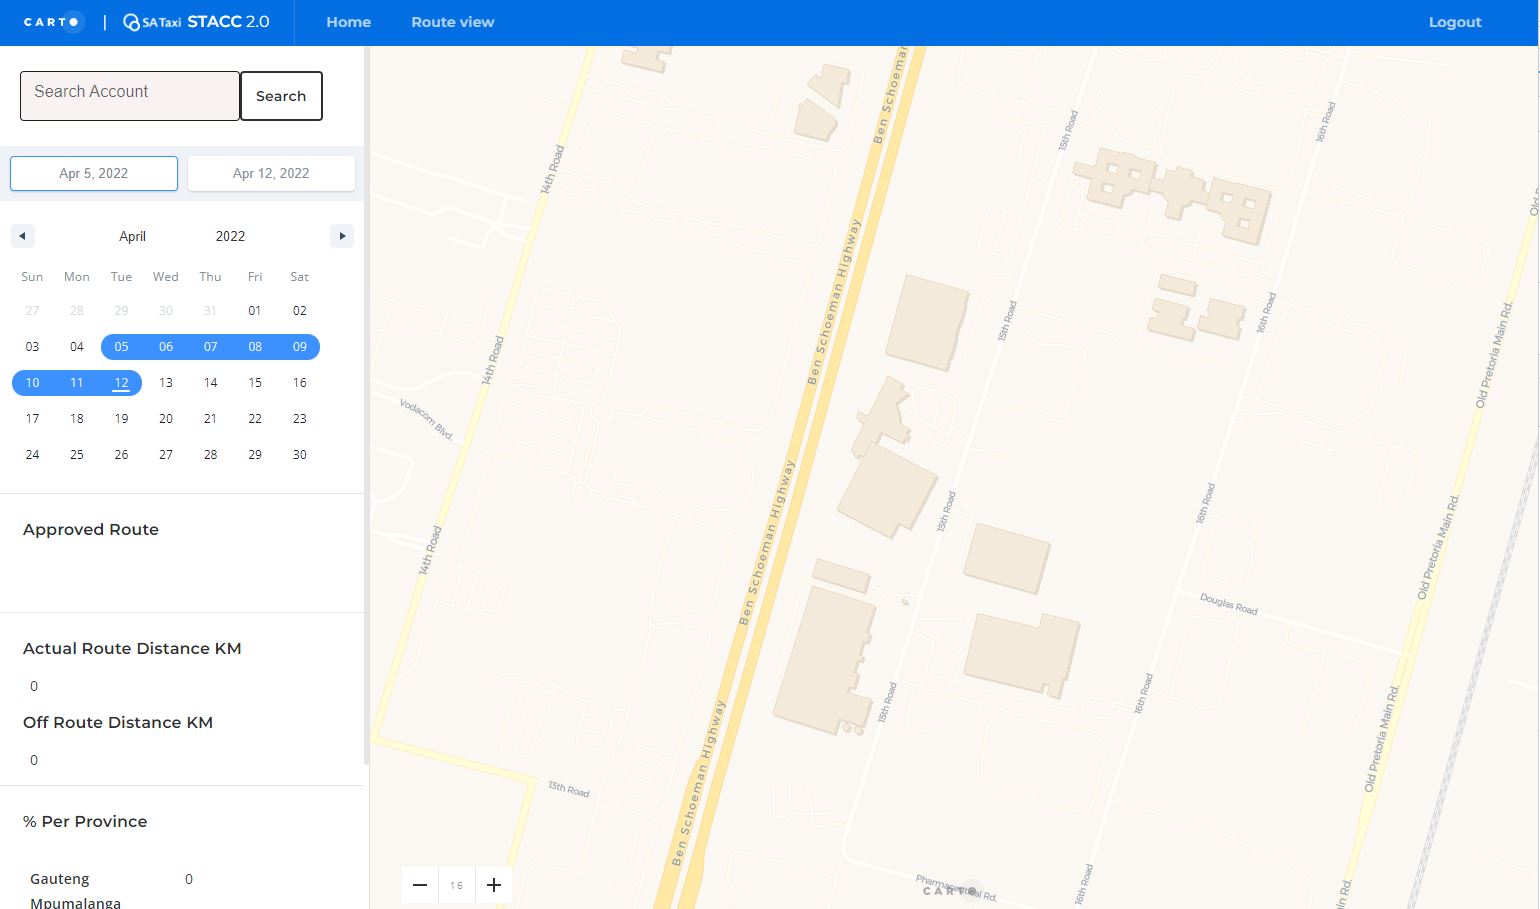 CARTO | SA Taxi STACC 2.0 Home Route view Logout
Search Account Search
Apr 5, 2022 Apr 12, 2022
April 2022
Sun Mon Tue Wed Thu Fri Sat
27 28 29 30 31 01 02
03 04 05 06 07 08 09
10 11 12 13 14 15 16
17 18 19 20 21 22 23
24 25 26 27 28 29 30
Approved Route
Actual Route Distance KM
0
Off Route Distance KM
0
% Per Province
Gauteng 0
Mpumalanga
Ben Schoeman
15th Road
16th Road
14th Road
Old P
Ben Schoeman Highway
15th Road
16th Road
14th Road
Old Pretoria Main Rd.
Vodacom Blvd.
Ben Schoeman Highway
15th Road
16th Road
14th Road
Old Pretoria Main Rd.
Douglas Road
Ben Schoeman Highway
15th Road
16th Road
Old Pretoria Main Rd.
13th Road
16th Road
in Rd.
Pharmaceutical Rd.
CARTO
− 16 +